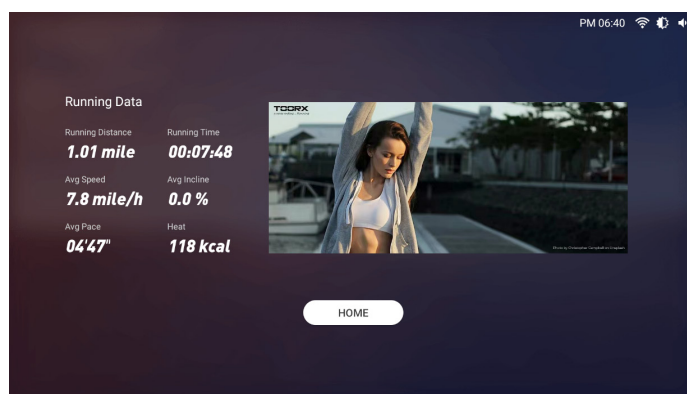 PM 06:40
Running Data
Running Distance
Running Time
1.01 mile
00:07:48
Avg Speed
Avg Incline
7.8 mile/h
0.0 %
Avg Pace
Heat
04'47"
118 kcal
TOORX
HOME